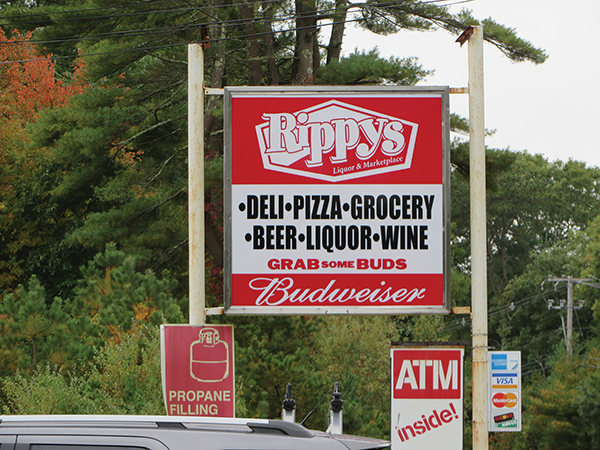 Rippys
Liquor & Marketplace
•DELI•PIZZA•GROCERY
•BEER•LIQUOR•WINE
GRAB SOME BUDS
Budweiser
PROPANE
FILLING
ATM
inside!
VISA
MasterCard